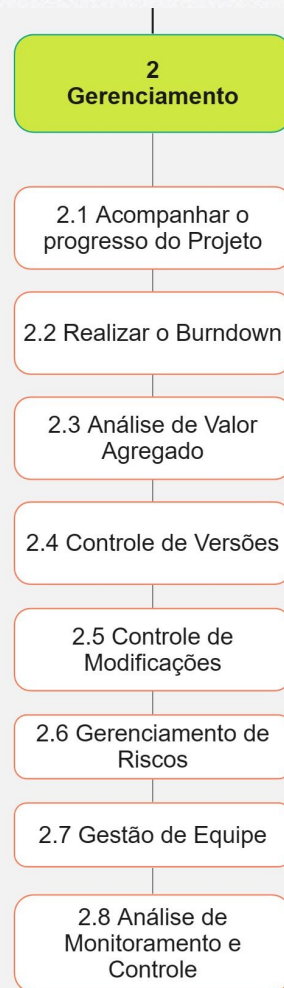 2
Gerenciamento
2.1 Acompanhar o
progresso do Projeto
2.2 Realizar o Burndown
2.3 Análise de Valor
Agregado
2.4 Controle de Versões
2.5 Controle de
Modificações
2.6 Gerenciamento de
Riscos
2.7 Gestão de Equipe
2.8 Análise de
Monitoramento e
Controle